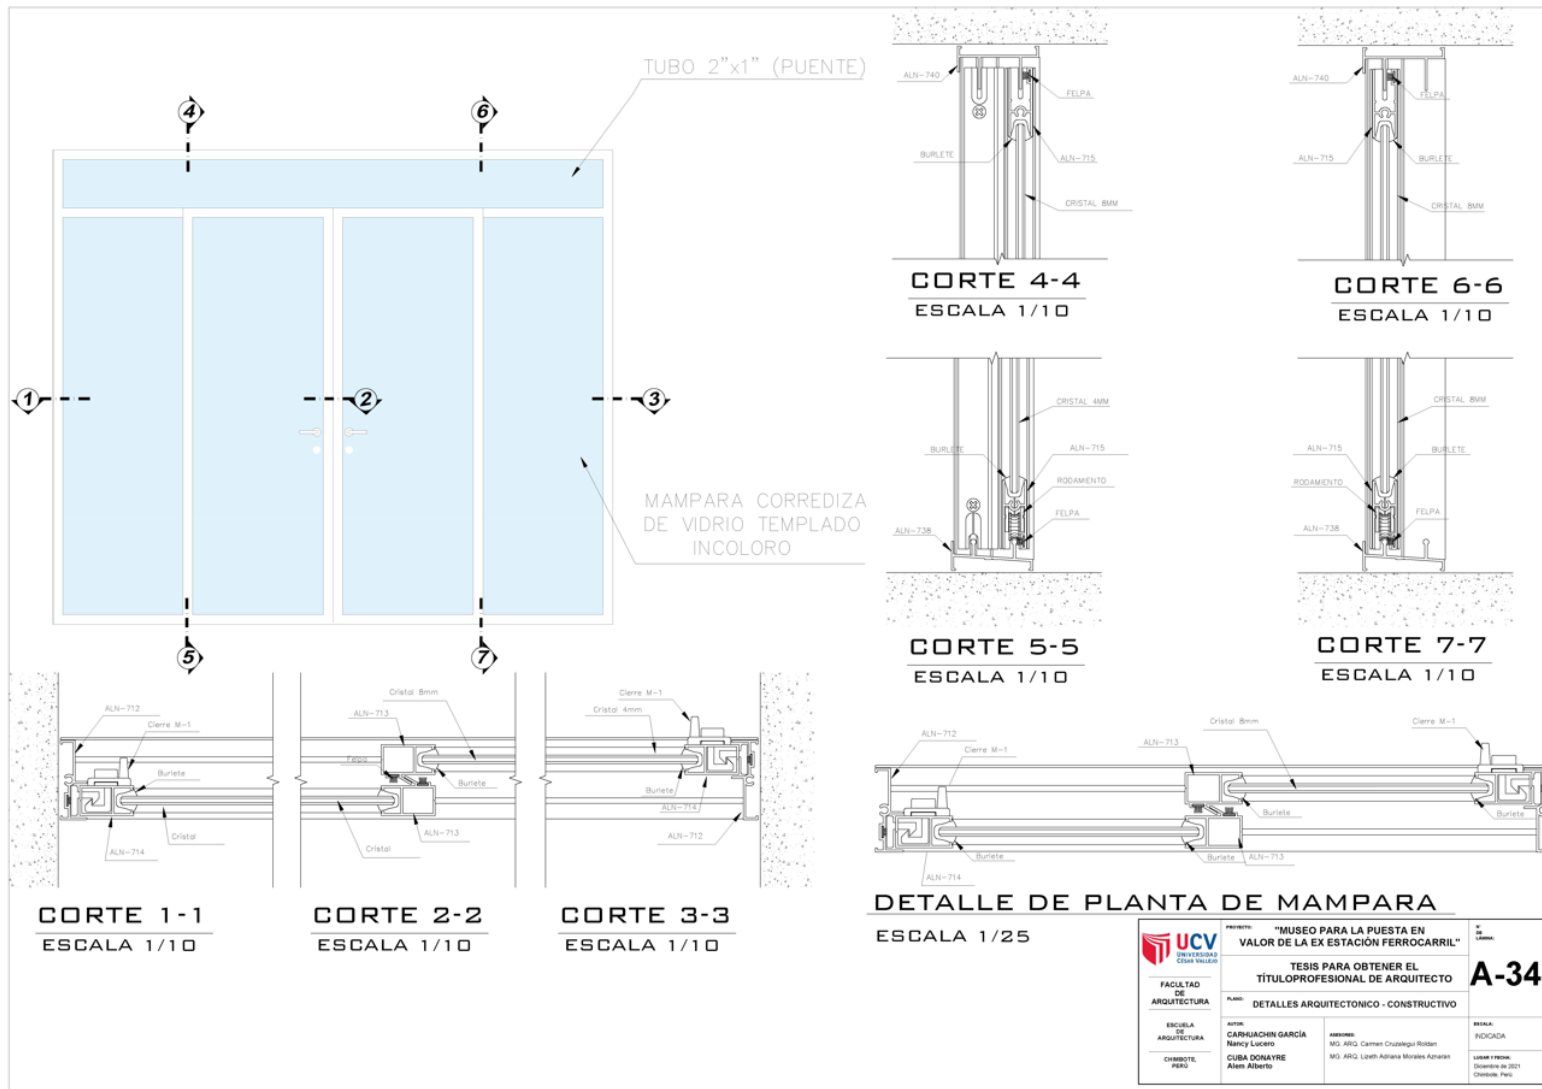 TUBO 2"x1" (PUENTE)
4
6
1
2
3
5
7
MAMPARA CORREDIZA
DE VIDRIO TEMPLADO
INCOLORO
ALN-740
FELPA
BURLETE
ALN-715
CRISTAL 8MM
CORTE 4-4
ESCALA 1/10
ALN-740
FELPA
ALN-715
BURLETE
CRISTAL 8MM
CORTE 6-6
ESCALA 1/10
CRISTAL 4MM
BURLETE
ALN-715
RODAMIENTO
FELPA
ALN-738
CORTE 5-5
ESCALA 1/10
CRISTAL 8MM
ALN-715
BURLETE
RODAMIENTO
FELPA
ALN-738
CORTE 7-7
ESCALA 1/10
ALN-712
Cierre M-1
Burlete
Cristal
ALN-714
CORTE 1-1
ESCALA 1/10
Cristal 8mm
ALN-713
Felpa
Burlete
ALN-713
Cristal
CORTE 2-2
ESCALA 1/10
Cierre M-1
Cristal 4mm
Burlete
ALN-714
ALN-712
CORTE 3-3
ESCALA 1/10
ALN-712
Cierre M-1
ALN-713
Cristal 8mm
Cierre M-1
Burlete
Burlete
Burlete
Burlete
ALN-713
ALN-714
DETALLE DE PLANTA DE MAMPARA
ESCALA 1/25
UCV
UNIVERSIDAD
CÉSAR VALLEJO
FACULTAD
DE
ARQUITECTURA
ESCUELA
DE
ARQUITECTURA
CHIMBOTE,
PERÚ
PROYECTO:
"MUSEO PARA LA PUESTA EN
VALOR DE LA EX ESTACIÓN FERROCARRIL"
TESIS PARA OBTENER EL
TÍTULOPROFESIONAL DE ARQUITECTO
PLANO:
DETALLES ARQUITECTONICO - CONSTRUCTIVO
AUTOR:
CARHUACHIN GARCÍA
Nancy Lucero
CUBA DONAYRE
Alem Alberto
ASESORES:
MG. ARQ. Carmen Cruzalegui Roldan
MG. ARQ. Lizeth Adriana Morales Aznaran
N°
DE
LÁMINA:
A-34
ESCALA:
INDICADA
LUGAR Y FECHA:
Diciembre de 2021
Chimbote, Perú